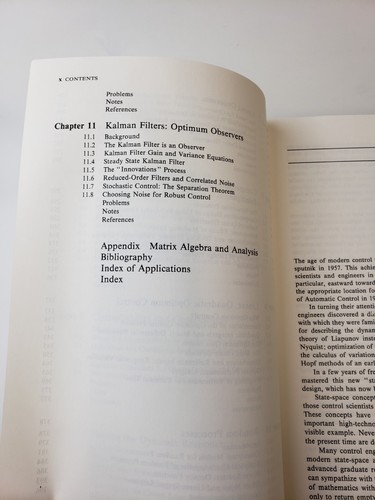 x CONTENTS
Problems
Notes
References
Chapter 11 Kalman Filters: Optimum Observers
11.1 Background
11.2 The Kalman Filter is an Observer
11.3 Kalman Filter Gain and Variance Equations
11.4 Steady State Kalman Filter
11.5 The "Innovations" Process
11.6 Reduced-Order Filters and Correlated Noise
11.7 Stochastic Control: The Separation Theorem
11.8 Choosing Noise for Robust Control
Problems
Notes
References
Appendix Matrix Algebra and Analysis
Bibliography
Index of Applications
Index
The age of modern control
sputnik in 1957. This achie
scientists and engineers in
particular, eastward toward
the appropriate location fo
of Automatic Control in 19
In turning their attenti
engineers discovered a di
with which they were fami
for describing the dynam
theory of Liapunov inst
Nyquist; optimization of
the calculus of variation
Hopf methods of an earl
In a few years of fre
mastered this new "stat
design, which has now
State-space concept
those control scientists
These concepts have
important high-technol
visible example. Never
the present time are d
Many control eng
modern state-space a
advanced graduate r
can sympathize with
of mathematics with
only to return empt